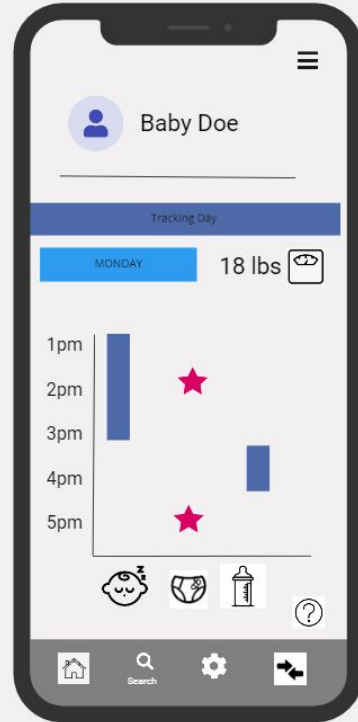 Baby Doe
Tracking Day
MONDAY
18 lbs
1pm
2pm
3pm
4pm
5pm
Search